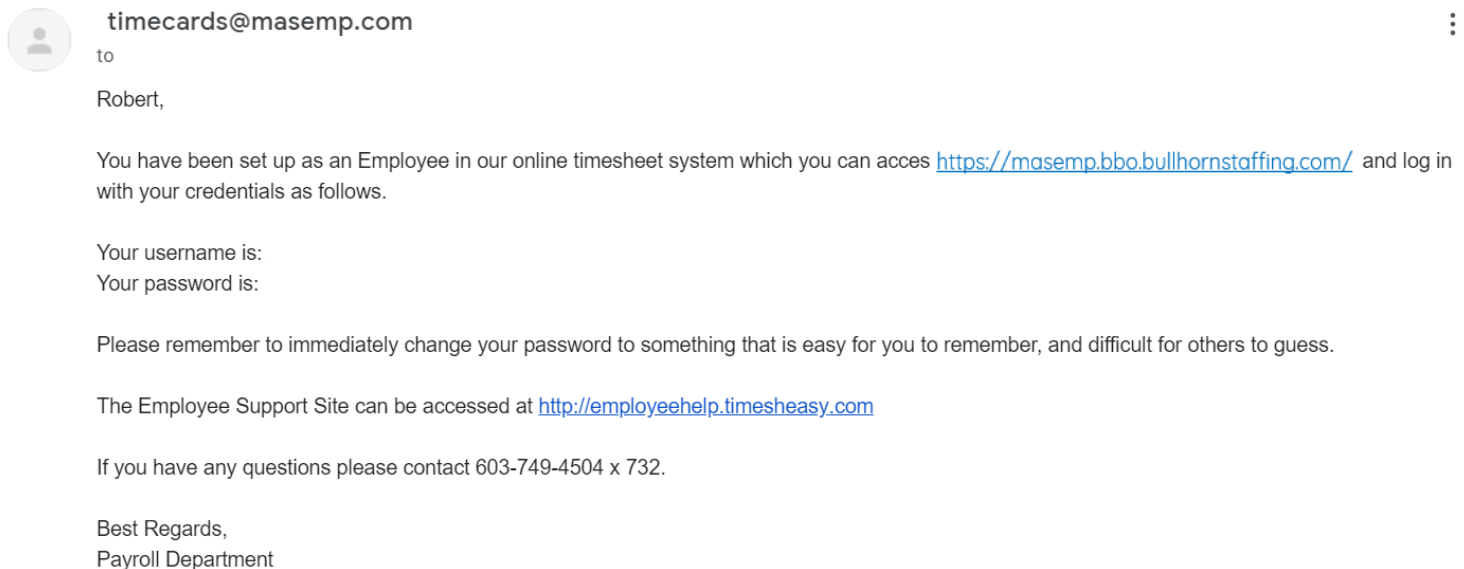 timecards@masemp.com
to
Robert,
You have been set up as an Employee in our online timesheet system which you can acces https://masemp.bbo.bullhornstaffing.com/ and log in
with your credentials as follows.
Your username is:
Your password is:
Please remember to immediately change your password to something that is easy for you to remember, and difficult for others to guess.
The Employee Support Site can be accessed at http://employeehelp.timesheasy.com
If you have any questions please contact 603-749-4504 x 732.
Best Regards,
Payroll Department